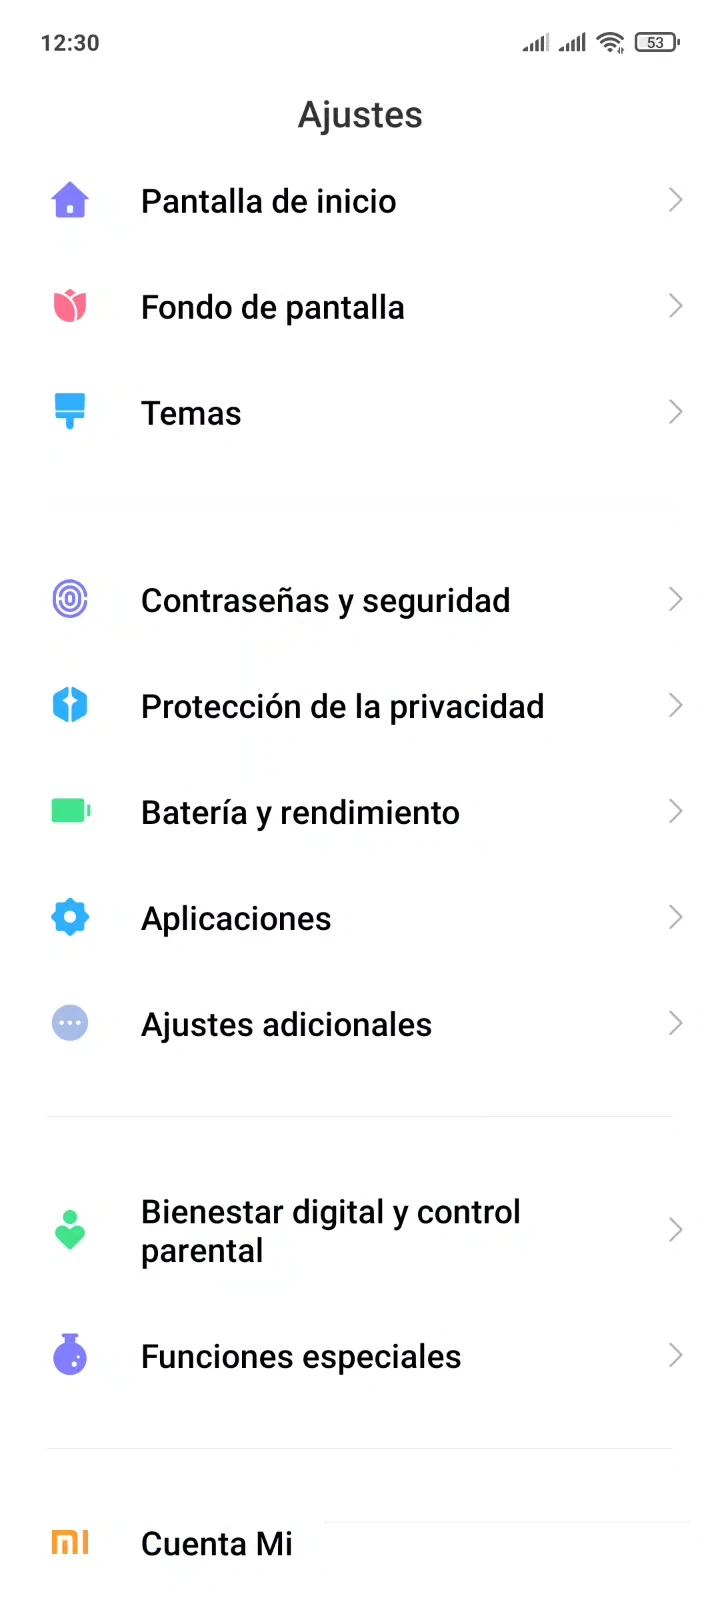 12:30
53
Ajustes
Pantalla de inicio
Fondo de pantalla
Temas
Contraseñas y seguridad
Protección de la privacidad
Batería y rendimiento
Aplicaciones
Ajustes adicionales
Bienestar digital y control
parental
Funciones especiales
Cuenta Mi